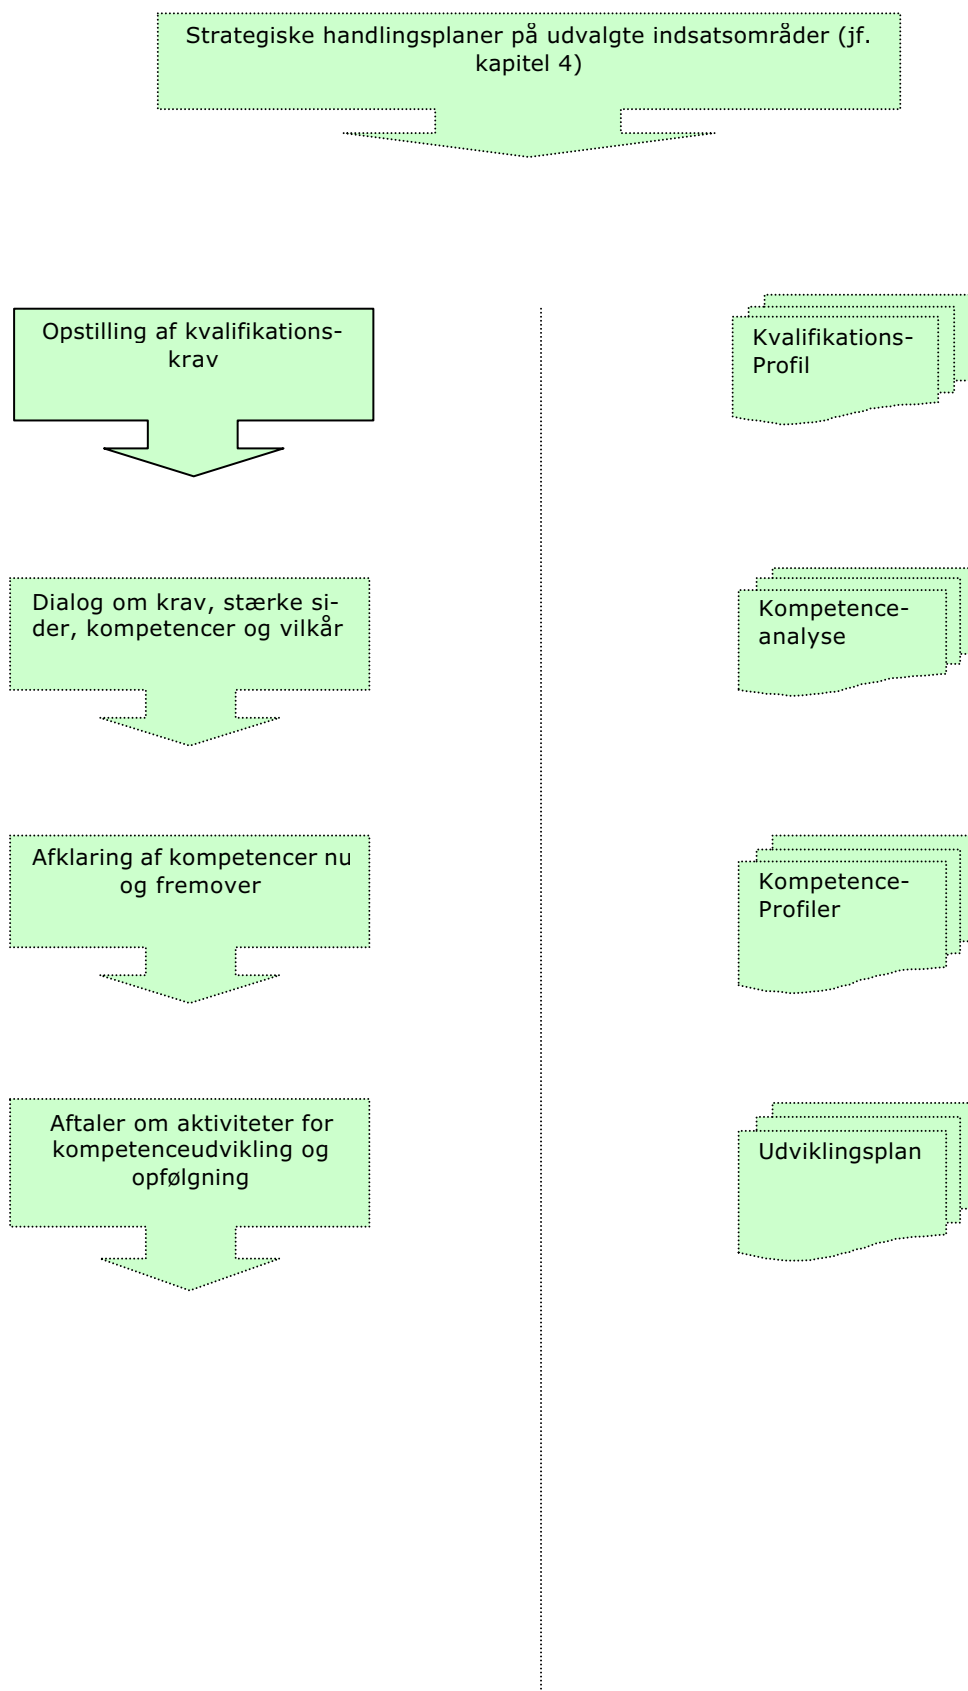 Strategiske handlingsplaner på udvalgte indsatsområder (jf.
kapitel 4)
Opstilling af kvalifikations-
krav
Kvalifikations-
Profil
Dialog om krav, stærke si-
der, kompetencer og vilkår
Kompetence-
analyse
Afklaring af kompetencer nu
og fremover
Kompetence-
Profiler
Aftaler om aktiviteter for
kompetenceudvikling og
opfølgning
Udviklingsplan